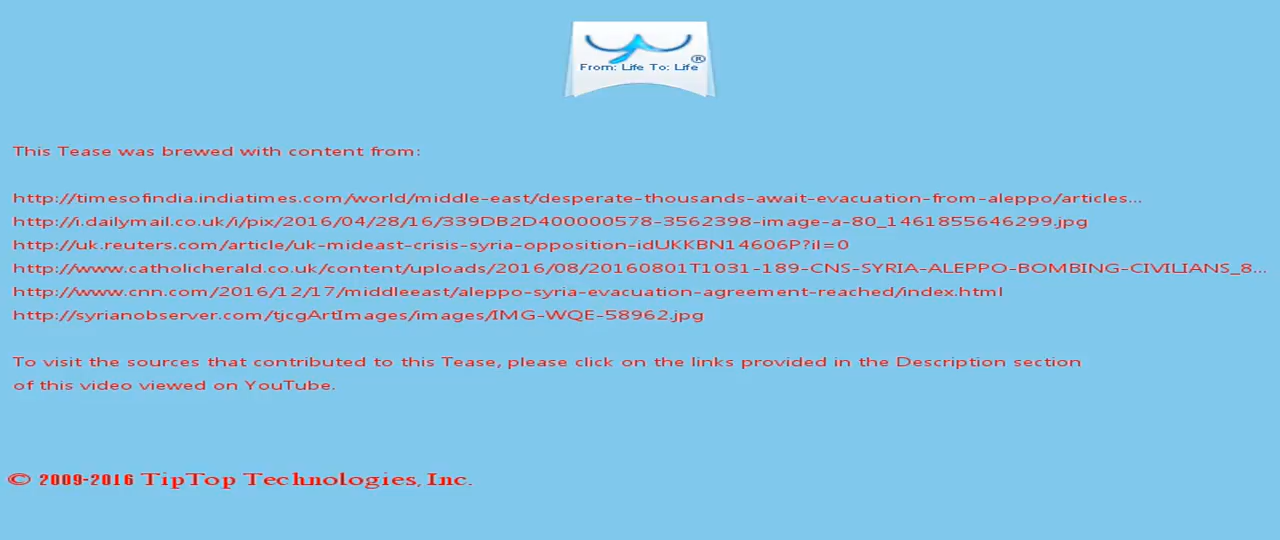 From: Life To: Life®
This Tease was brewed with content from:
http://timesofindia.indiatimes.com/world/middle-east/desperate-thousands-await-evacuation-from-aleppo/articles...
http://i.dailymail.co.uk/i/pix/2016/04/28/16/339DB2D400000578-3562398-image-a-80_1461855646299.jpg
http://uk.reuters.com/article/uk-mideast-crisis-syria-opposition-idUKKBN14606P?il=0
http://www.catholicherald.co.uk/content/uploads/2016/08/20160801T1031-189-CNS-SYRIA-ALEPPO-BOMBING-CIVILIANS_8...
http://www.cnn.com/2016/12/17/middleeast/aleppo-syria-evacuation-agreement-reached/index.html
http://syrianobserver.com/tjcgArtImages/images/IMG-WQE-58962.jpg
To visit the sources that contributed to this Tease, please click on the links provided in the Description section
of this video viewed on YouTube.
© 2009-2016 TipTop Technologies, Inc.